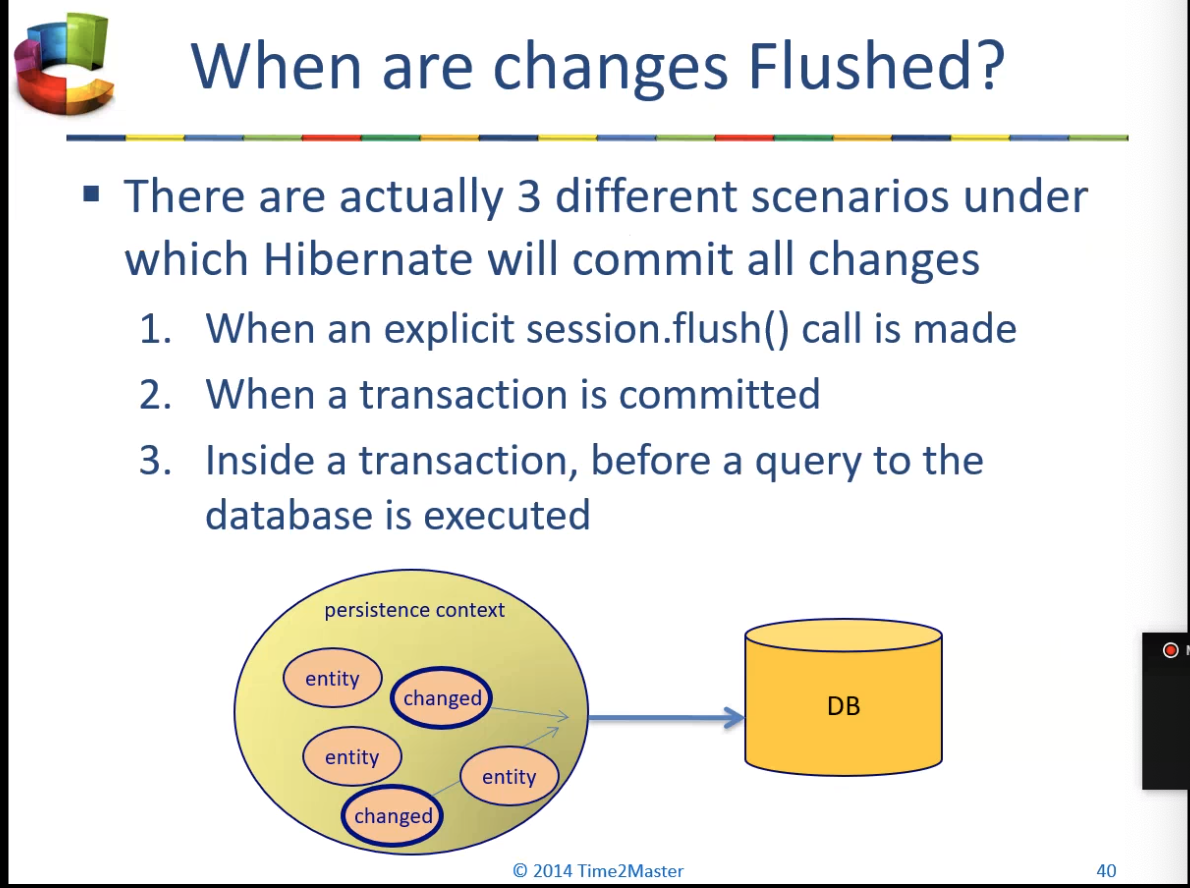 When are changes Flushed?
▪ There are actually 3 different scenarios under
which Hibernate will commit all changes
1. When an explicit session.flush() call is made
2. When a transaction is committed
3. Inside a transaction, before a query to the
database is executed
persistence context
entity
changed
entity
entity
changed
DB
© 2014 Time2Master
40